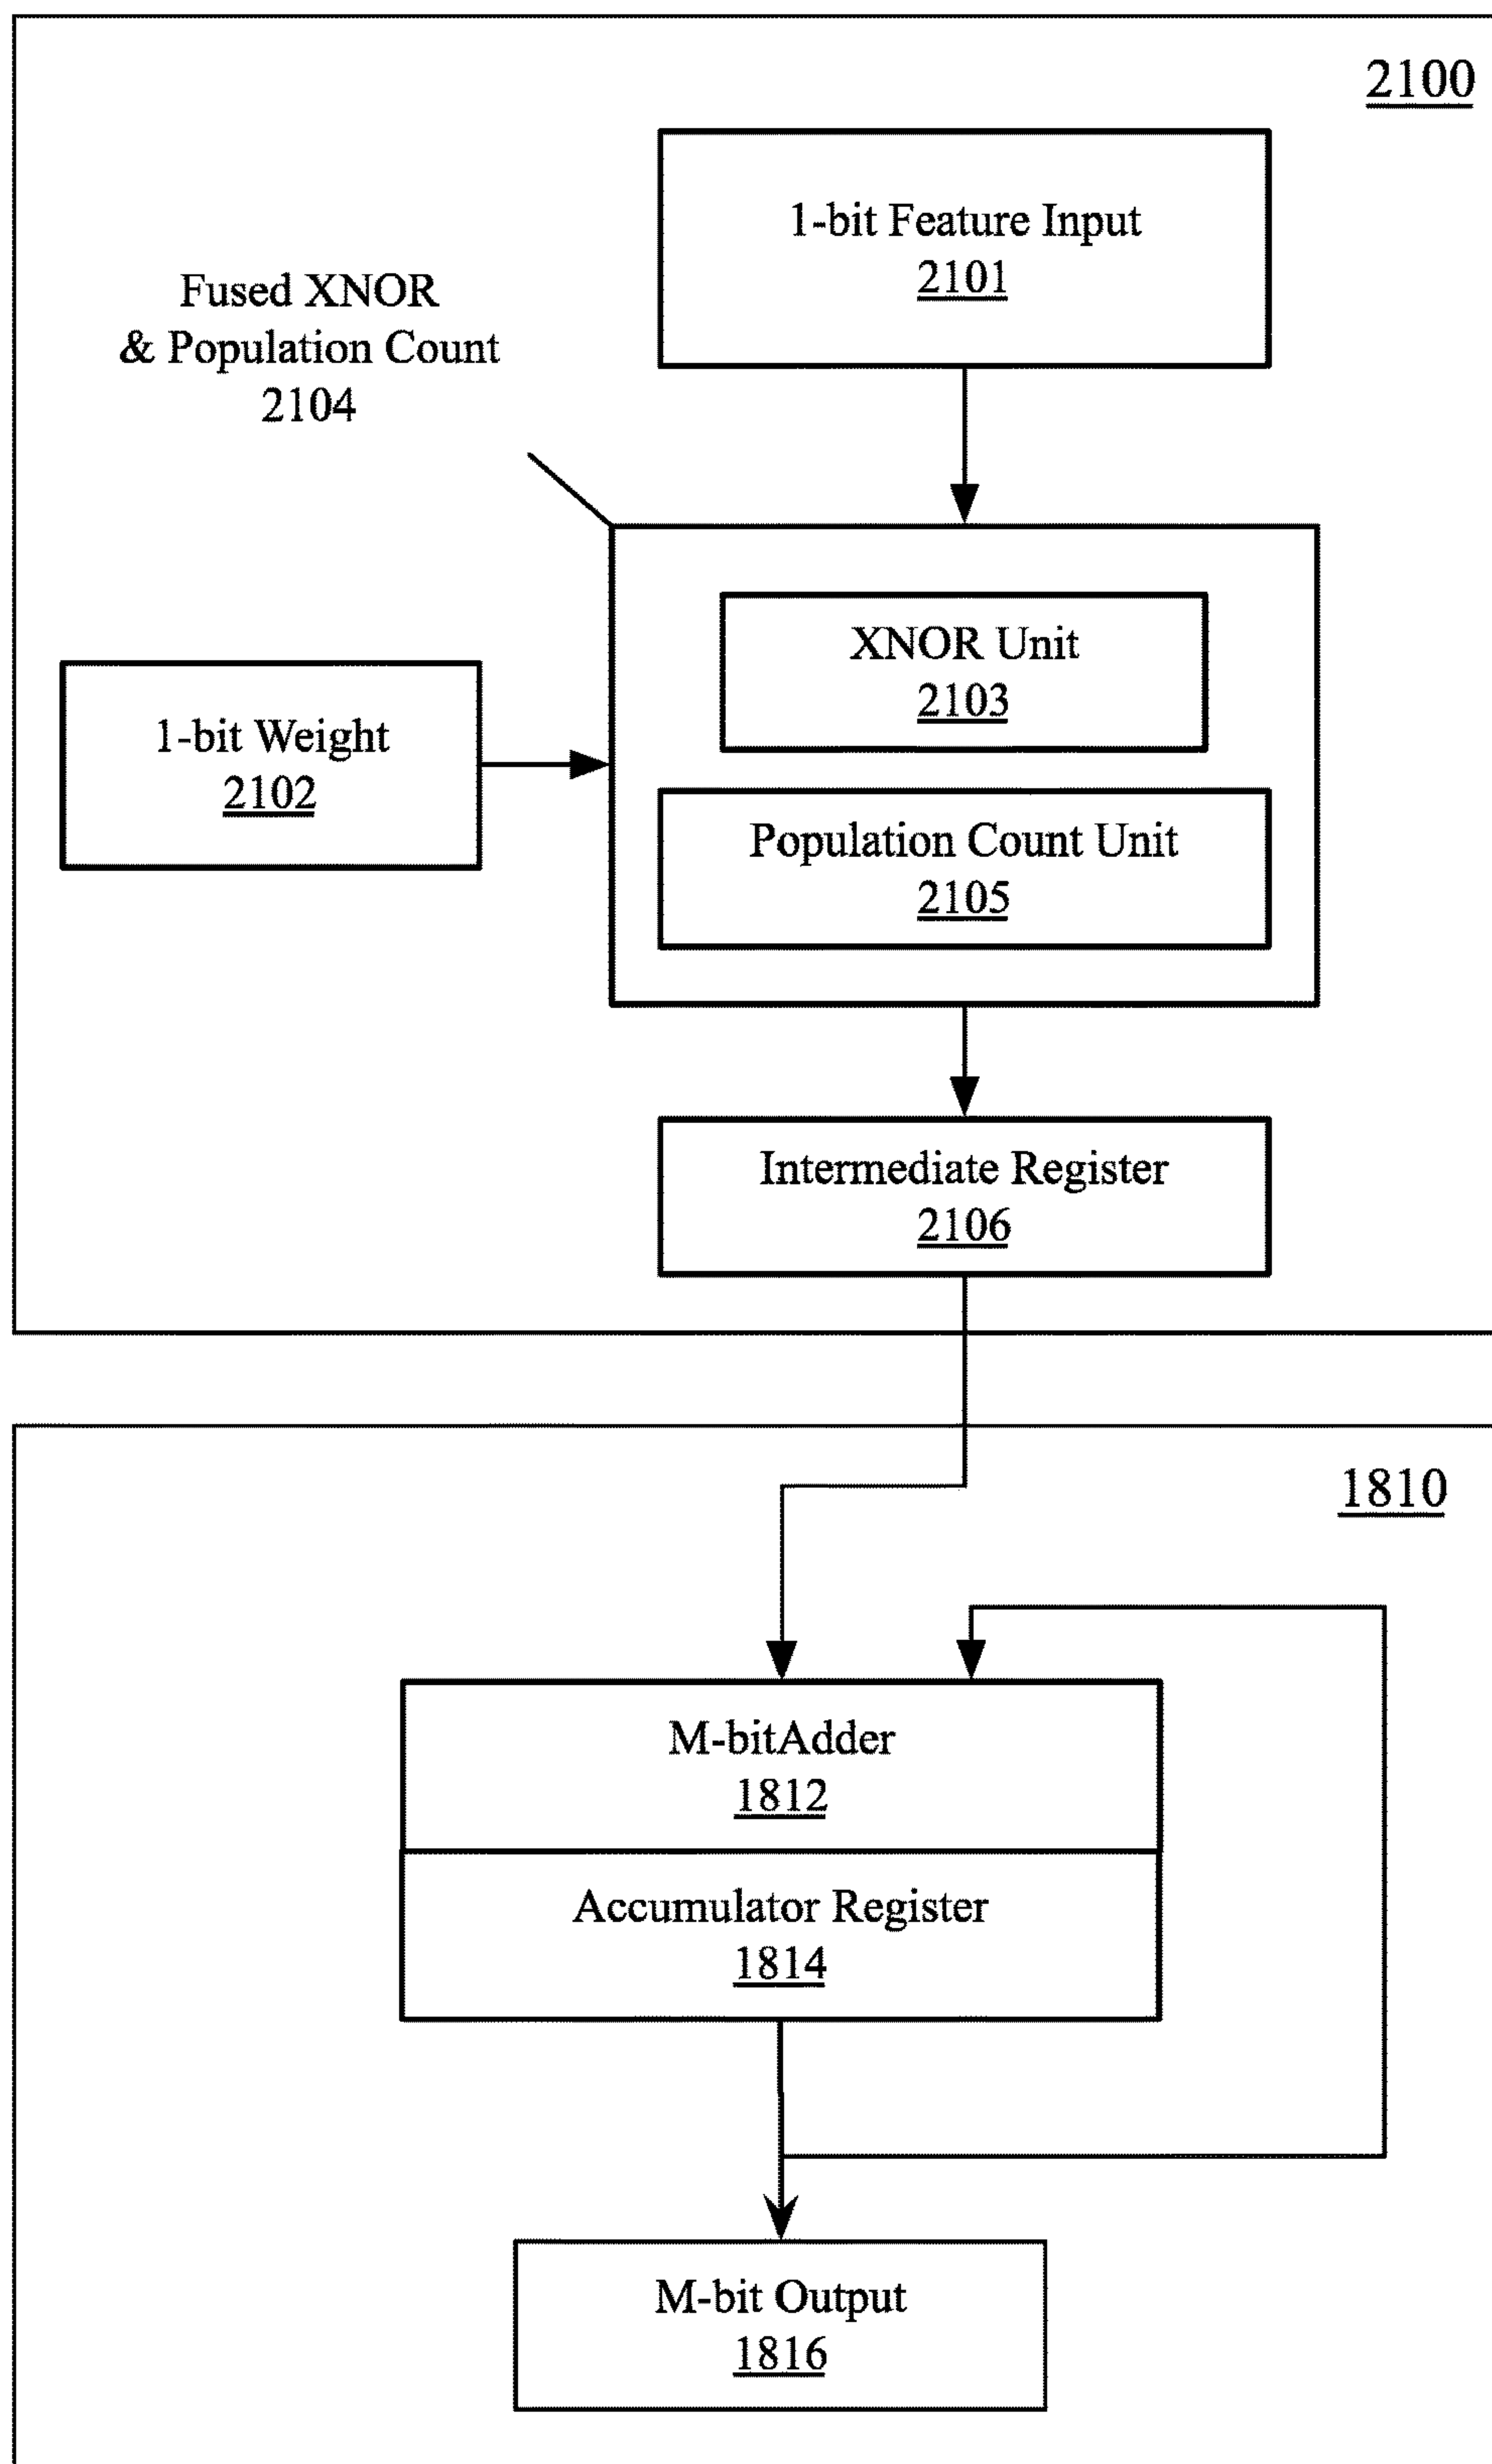 2100
1-bit Feature Input
2101
Fused XNOR
& Population Count
2104
XNOR Unit
2103
1-bit Weight
2102
Population Count Unit
2105
Intermediate Register
2106
1810
M-bitAdder
1812
Accumulator Register
1814
M-bit Output
1816